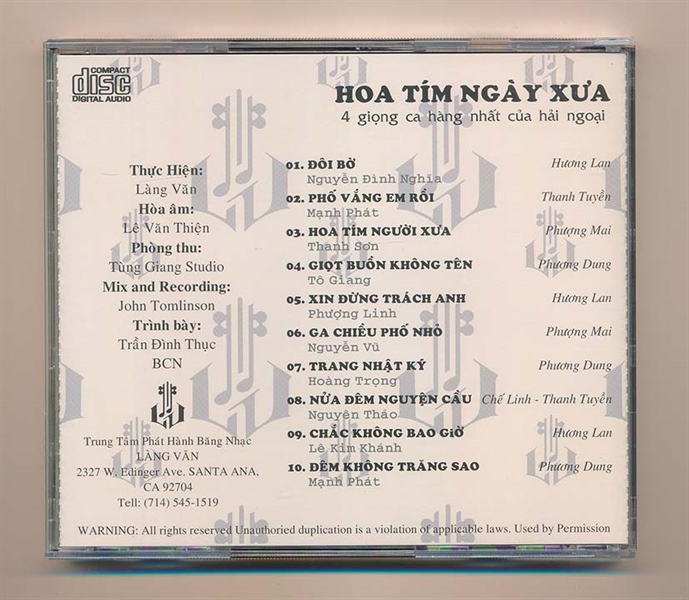 COMPACT
disc
DIGITAL AUDIO
HOA TÍM NGÀY XƯA
4 giọng ca hàng nhất của hải ngoại
Thực Hiện:
Làng Văn
Hòa âm:
Lê Văn Thiện
Phòng thu:
Tùng Giang Studio
Mix and Recording:
John Tomlinson
Trình bày:
Trần Đình Thục
BCN
Trung Tâm Phát Hành Băng Nhạc
LÀNG VĂN
2327 W. Edinger Ave. SANTA ANA,
CA 92704
Tell: (714) 545-1519
01. ĐÔI BỜ Hương Lan
Nguyễn Đình Nghĩa
02. PHỐ VẮNG EM RỒI Thanh Tuyền
Mạnh Phát
03. HOA TÍM NGƯỜI XƯA Phượng Mai
Thanh Sơn
04. GIỌT BUỒN KHÔNG TÊN Phương Dung
Tô Giang
05. XIN ĐỪNG TRÁCH ANH Hương Lan
Phượng Linh
06. GA CHIỀU PHỐ NHỎ Phượng Mai
Nguyễn Vũ
07. TRANG NHẬT KÝ Phương Dung
Hoàng Trọng
08. NỬA ĐÊM NGUYỆN CẦU Chế Linh - Thanh Tuyền
Nguyên Thảo
09. CHẮC KHÔNG BAO GIỜ Hương Lan
Lê Kim Khánh
10. ĐÊM KHÔNG TRĂNG SAO Phương Dung
Mạnh Phát
WARNING: All rights reserved Unauthoried duplication is a violation of applicable laws. Used by Permission